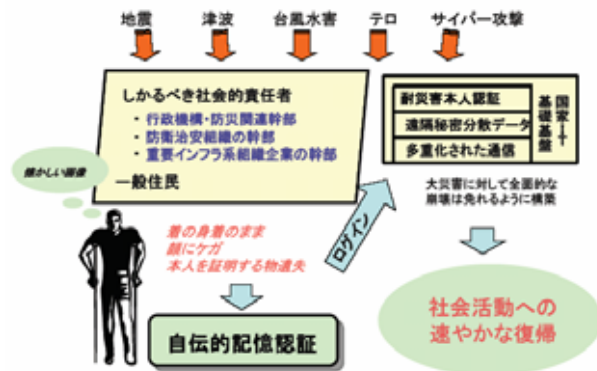 地震 津波 台風水害 テロ サイバー攻撃
しかるべき社会的責任者
・行政機構・防災関連幹部
・防衛治安組織の幹部
・重要インフラ系組織企業の幹部
一般住民
耐災害本人認証
遠隔秘密分散データ
多重化された通信
国家IT
基礎基盤
大災害に対して全面的な
崩壊は免れるように構築
懐かしい画像
着の身着のまま
顔にケガ
本人を証明する物遺失
ログイン
自伝的記憶認証
社会活動への
速やかな復帰